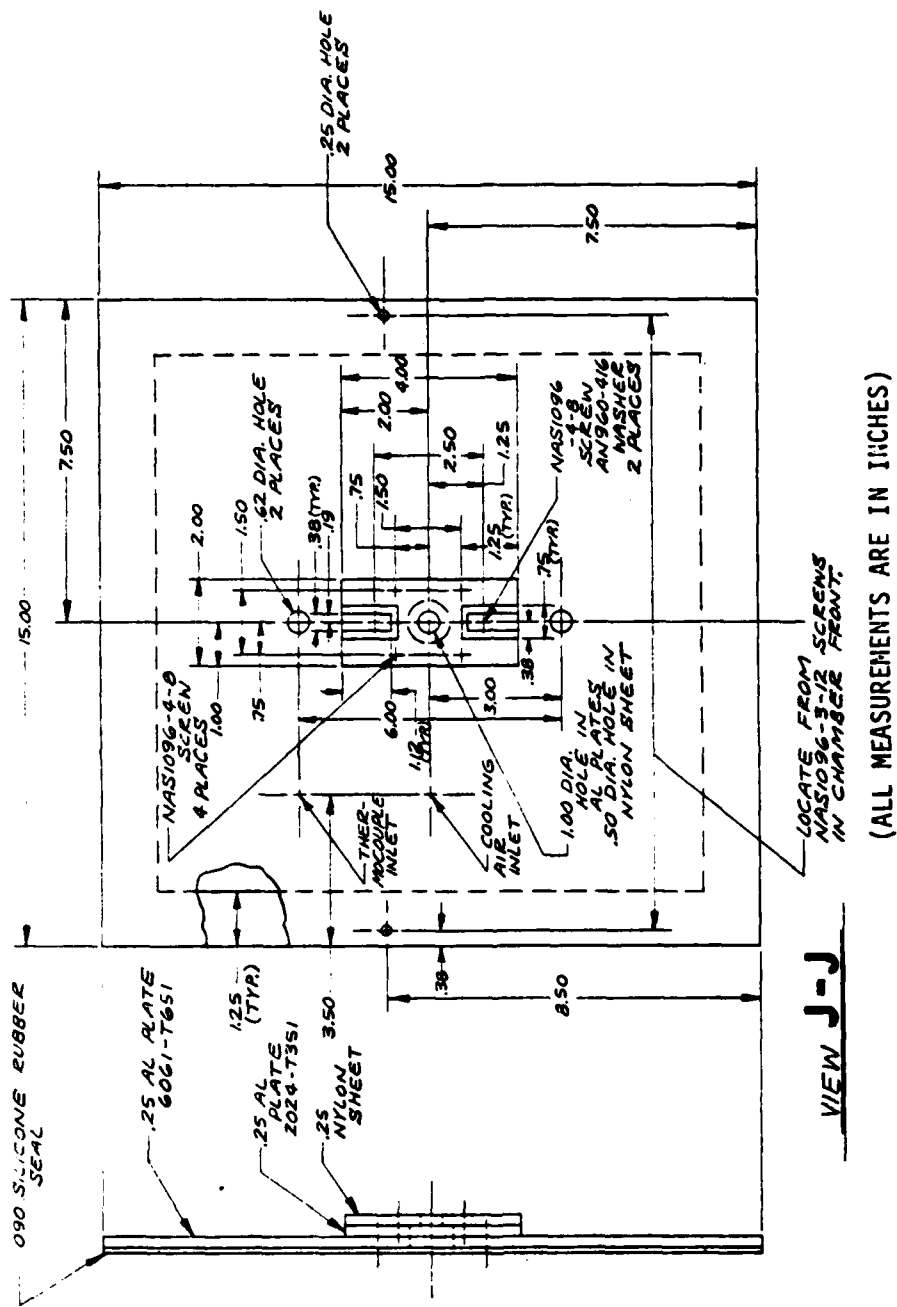 090 SILICONE RUBBER
SEAL
.25 AL PLATE
6061-T651
1.25
(TYP.)
.25 AL
PLATE
2024-T351
3.50
.25
NYLON
SHEET
15.00
7.50
NAS1096-4-8
SCREW
4 PLACES
2.00
1.50
1.00
.75
.62 DIA. HOLE
2 PLACES
.38 (TYP.)
.19
.25 DIA. HOLE
2 PLACES
15.00
7.50
4.00
2.00
.75
1.50
2.50
1.25
1.25
(TYP.)
.75
(TYP.)
.38
6.00
3.00
1.12
(TYP.)
THER-
MOCOUPLE
INLET
COOLING
AIR
INLET
1.00 DIA.
HOLE IN
AL PLATES
.50 DIA. HOLE IN
NYLON SHEET
NAS1096
-4-8
SCREW
AN960-416
NASHER
2 PLACES
.38
8.50
LOCATE FROM
NAS1096-3-12 SCREWS
IN CHAMBER FRONT.
VIEW J-J
(ALL MEASUREMENTS ARE IN INCHES)